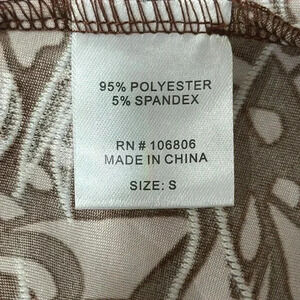 95% POLYESTER
5% SPANDEX
RN # 106806
MADE IN CHINA
SIZE: S